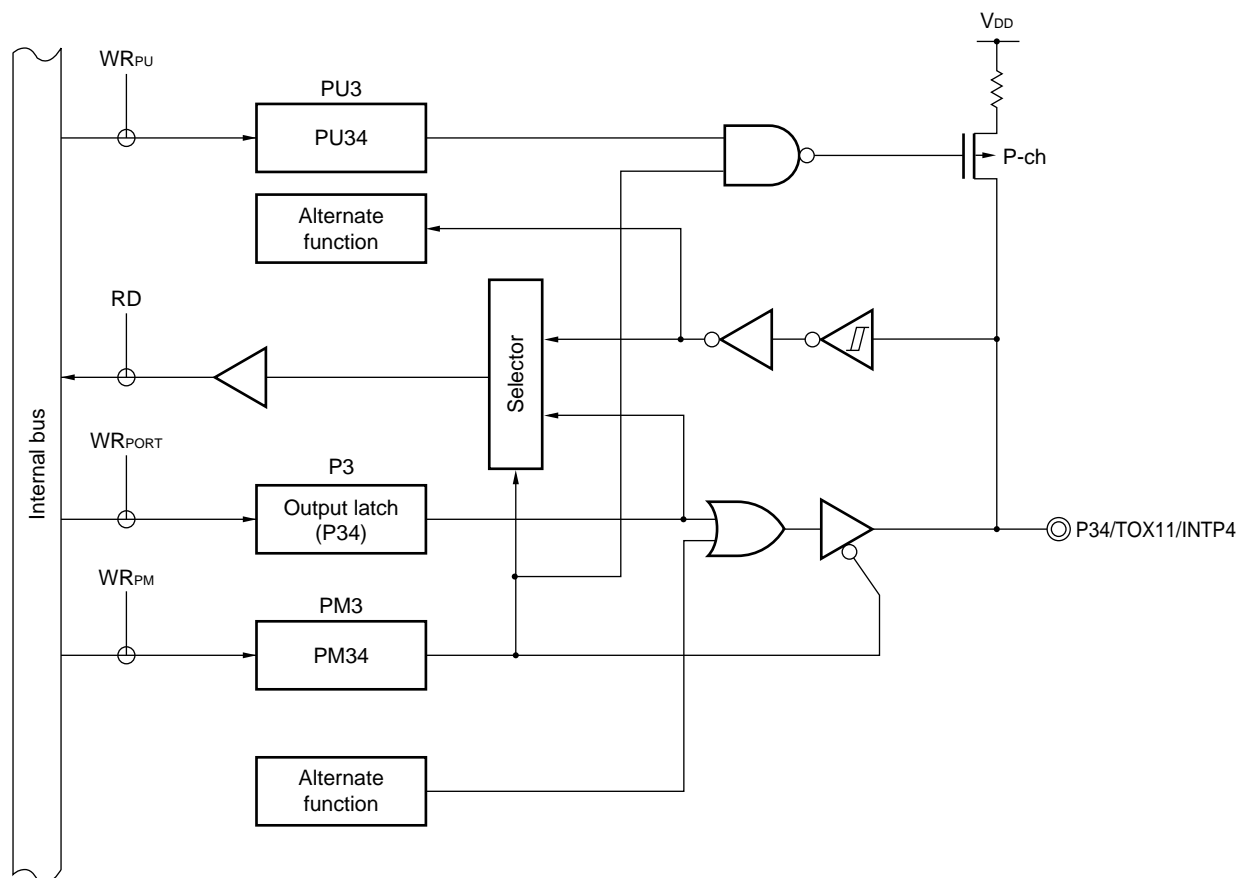 VDD
WRPU
PU3
PU34
P-ch
Alternate
function
RD
Selector
Internal bus
WRPORT
P3
Output latch
(P34)
P34/TOX11/INTP4
WRPM
PM3
PM34
Alternate
function